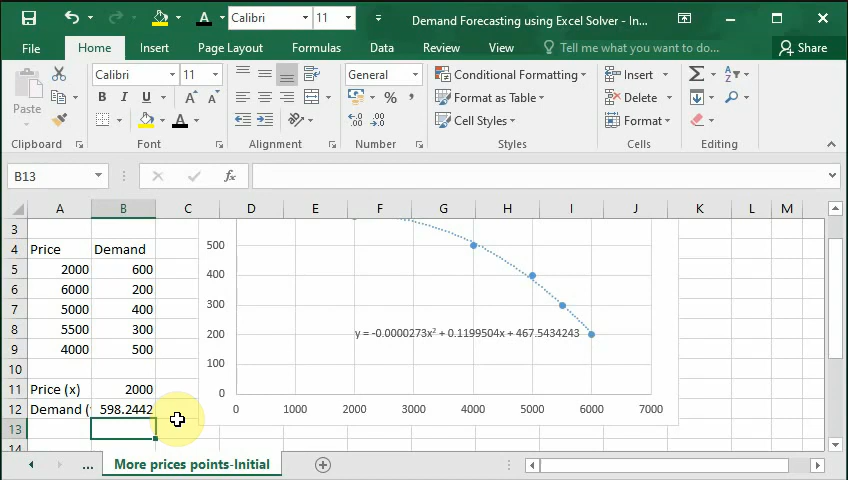 Calibri 11 Demand Forecasting using Excel Solver - In...
File Home Insert Page Layout Formulas Data Review View Tell me what you want to do... Share
Paste Calibri 11 General Conditional Formatting Insert
B I U A A % , Format as Table Delete
A .00 .0 Cell Styles Format
Clipboard Font Alignment Number Styles Cells Editing
B13 fx
A B C D E F G H I J K L M
3
4 Price Demand 500
5 2000 600 400
6 6000 200 300
7 5000 400
8 5500 300 200 y = -0.0000273x² + 0.1199504x + 467.5434243
9 4000 500 100
10
11 Price (x) 2000 0
12 Demand ( 598.2442 0 1000 2000 3000 4000 5000 6000 7000
13
14
... More prices points-Initial